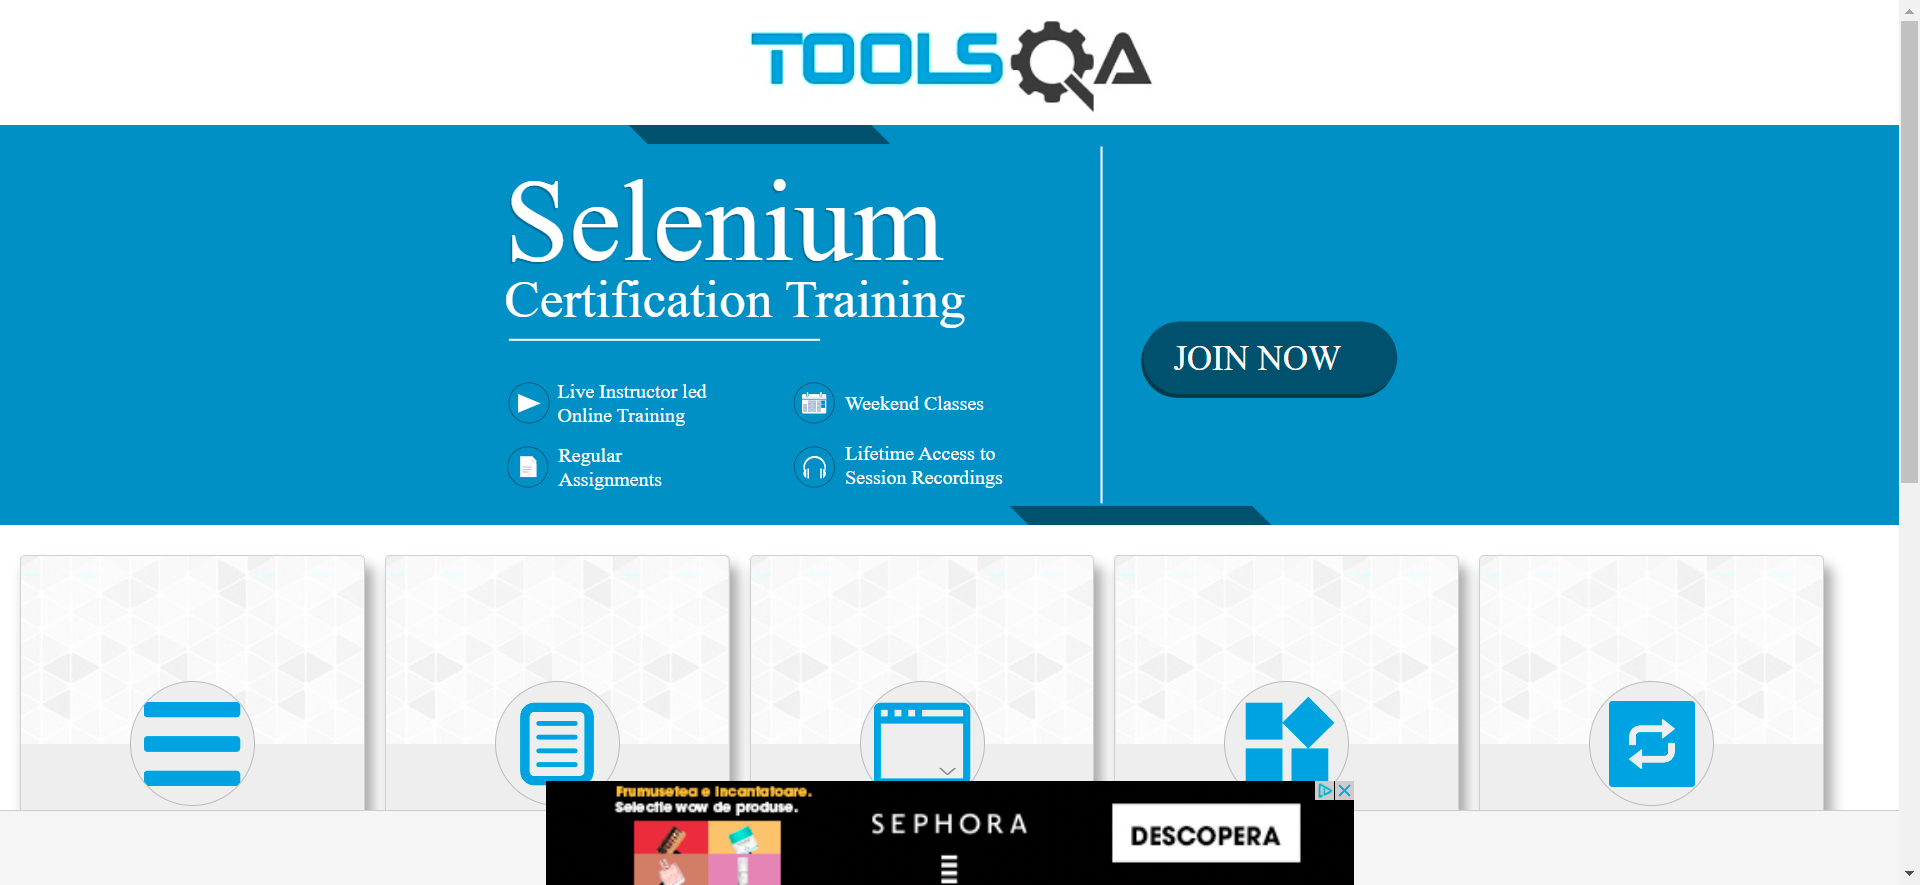 TOOLSQA
Selenium
Certification Training
JOIN NOW
Live Instructor led
Online Training
Weekend Classes
Regular
Assignments
Lifetime Access to
Session Recordings
Frumusetea e incantatoare.
Selectie wow de produse.
SEPHORA
DESCOPERA